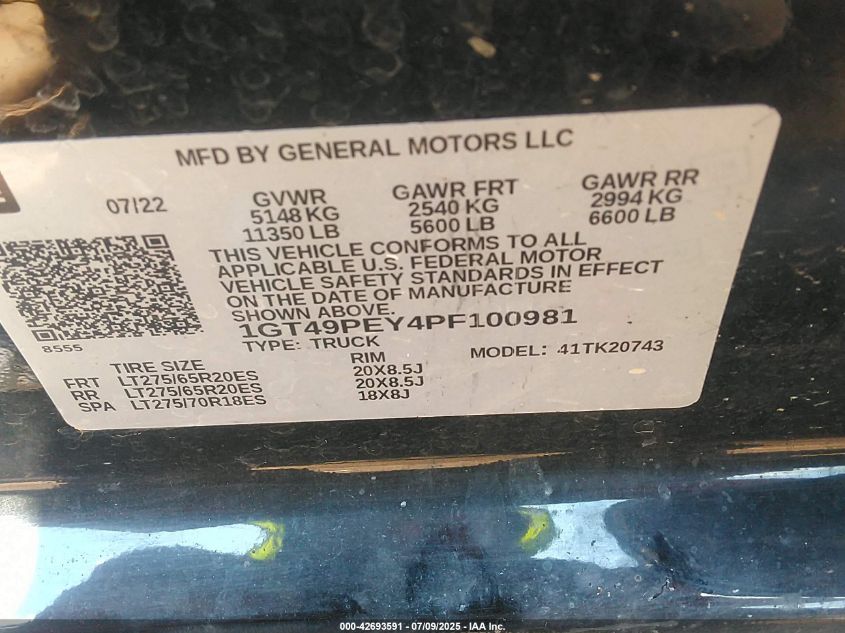 MFD BY GENERAL MOTORS LLC
07/22 GVWR GAWR FRT GAWR RR
5148 KG 2540 KG 2994 KG
11350 LB 5600 LB 6600 LB
THIS VEHICLE CONFORMS TO ALL
APPLICABLE U.S. FEDERAL MOTOR
VEHICLE SAFETY STANDARDS IN EFFECT
ON THE DATE OF MANUFACTURE
SHOWN ABOVE.
1GT49PEY4PF100981
8555
TYPE: TRUCK MODEL: 41TK20743
TIRE SIZE RIM
FRT LT275/65R20ES 20X8.5J
RR LT275/65R20ES 20X8.5J
SPA LT275/70R18ES 18X8J
000-42693591 - 07/09/2025 - IAA Inc.